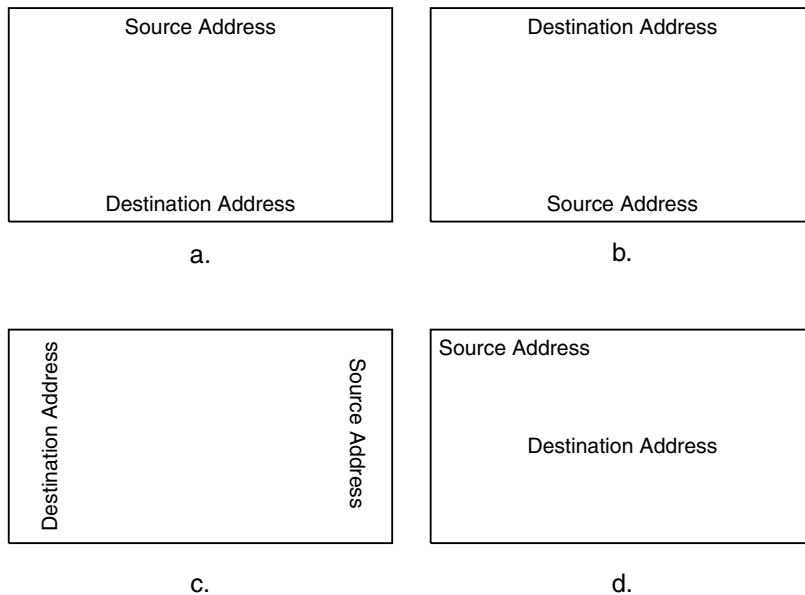 Source Address
Destination Address
a.
Destination Address
Source Address
b.
Destination Address
Source Address
c.
Source Address
Destination Address
d.